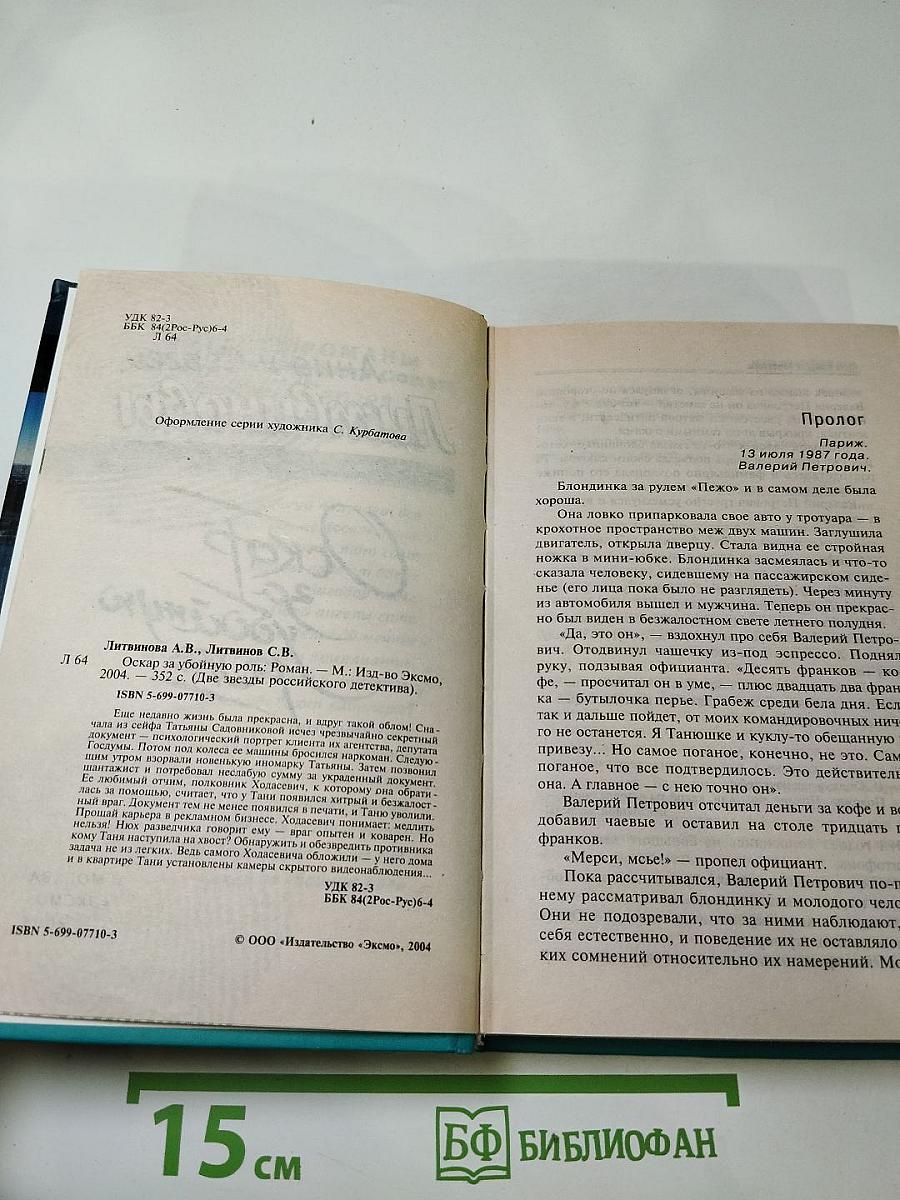 УДК 82-3
ББК 84(2Рос-Рус)6-4
Л 64
Оформление серии художника С. Курбатова
Литвинова А.В., Литвинов С.В.
Л 64 Оскар за убойную роль: Роман. — М.: Изд-во Эксмо,
2004. — 352 с. (Две звезды российского детектива).
ISBN 5-699-07710-3
Еще недавно жизнь была прекрасна, и вдруг такой облом! Сна-
чала из сейфа Татьяны Садовниковой исчез чрезвычайно секретный
документ — психологический портрет клиента их агентства, депутата
Госдумы. Потом под колеса ее машины бросился наркоман. Следую-
щим утром взорвали новенькую иномарку Татьяны. Затем позвонил
шантажист и потребовал неслабую сумму за украденный документ.
Ее любимый отчим, полковник Ходасевич, к которому она обрати-
лась за помощью, считает, что у Тани появился хитрый и безжалост-
ный враг. Документ тем не менее появился в печати, и Таню уволили.
Прощай карьера в рекламном бизнесе. Ходасевич понимает: медлить
нельзя! Нюх разведчика говорит ему — враг опытен и коварен. Но
кому Таня наступила на хвост? Обнаружить и обезвредить противника
задача не из легких. Ведь самого Ходасевича обложили — у него дома
и в квартире Тани установлены камеры скрытого видеонаблюдения...
УДК 82-3
ББК 84(2Рос-Рус)6-4
ISBN 5-699-07710-3
© ООО «Издательство «Эксмо», 2004
Пролог
Париж.
13 июля 1987 года.
Валерий Петрович.
Блондинка за рулем «Пежо» и в самом деле была
хороша.
Она ловко припарковала свое авто у тротуара — в
крохотное пространство меж двух машин. Заглушила
двигатель, открыла дверцу. Стала видна ее стройная
ножка в мини-юбке. Блондинка засмеялась и что-то
сказала человеку, сидевшему на пассажирском сиде-
нье (его лица пока было не разглядеть). Через минуту
из автомобиля вышел и мужчина. Теперь он прекрас-
но был виден в безжалостном свете летнего полудня.
«Да, это он», — вздохнул про себя Валерий Петро-
вич. Отодвинул чашечку из-под эспрессо. Поднял
руку, подзывая официанта. «Десять франков — ко
фе, — просчитал он в уме, — плюс двадцать два фран
ка — бутылочка перье. Грабеж среди бела дня. Есл
так и дальше пойдет, от моих командировочных ниче
го не останется. Я Танюшке и куклу-то обещанную
привезу... Но самое поганое, конечно, не это. Сам
поганое, что все подтвердилось. Это действитель
она. А главное — с нею точно он».
Валерий Петрович отсчитал деньги за кофе и во
добавил чаевые и оставил на столе тридцать п
франков.
«Мерси, мсье!» — пропел официант.
Пока рассчитывался, Валерий Петрович по-п
нему рассматривал блондинку и молодого чело
Они не подозревали, что за ними наблюдают,
себя естественно, и поведение их не оставляло
ких сомнений относительно их намерений. Мо
15 см
БФ БИБЛИОФАН